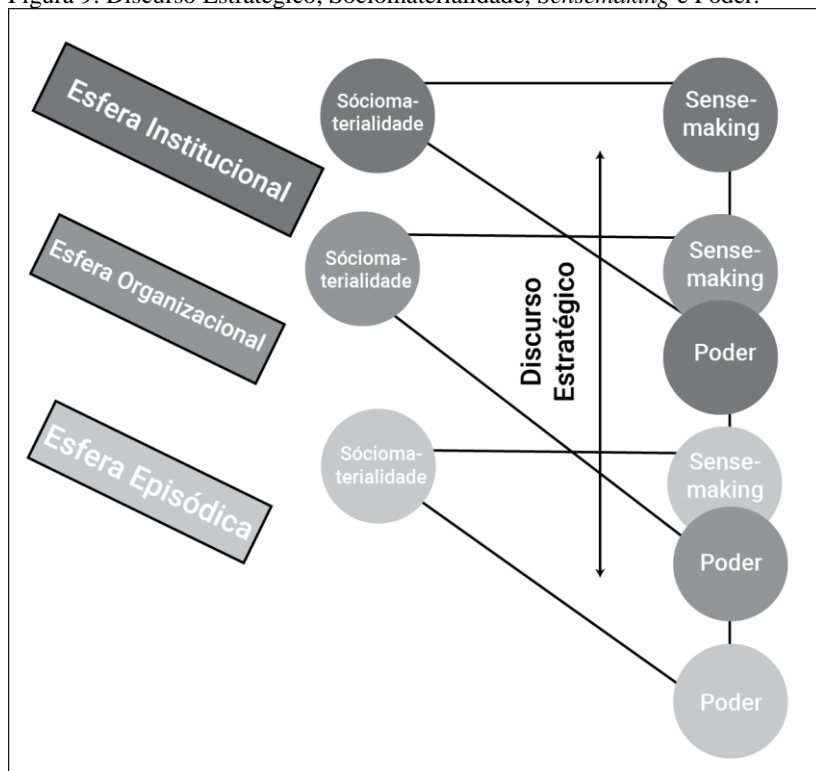 Figura 9: Discurso Estratégico, Sociomaterialidade, Sensemaking e Poder.
Esfera Institucional
Sócioma-
terialidade
Sense-
making
Esfera Organizacional
Sócioma-
terialidade
Sense-
making
Discurso
Estratégico
Poder
Esfera Episódica
Sócioma-
terialidade
Sense-
making
Poder
Poder